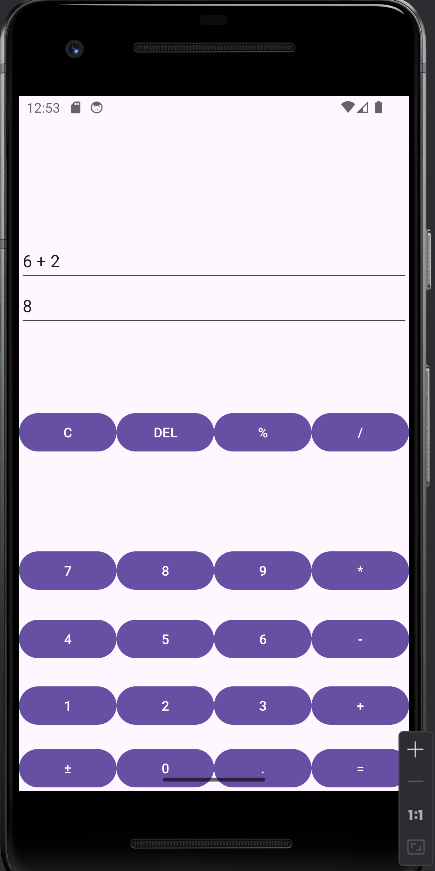 12:53
6 + 2
8
C DEL % /
7 8 9 *
4 5 6 -
1 2 3 +
± 0 . =
1:1